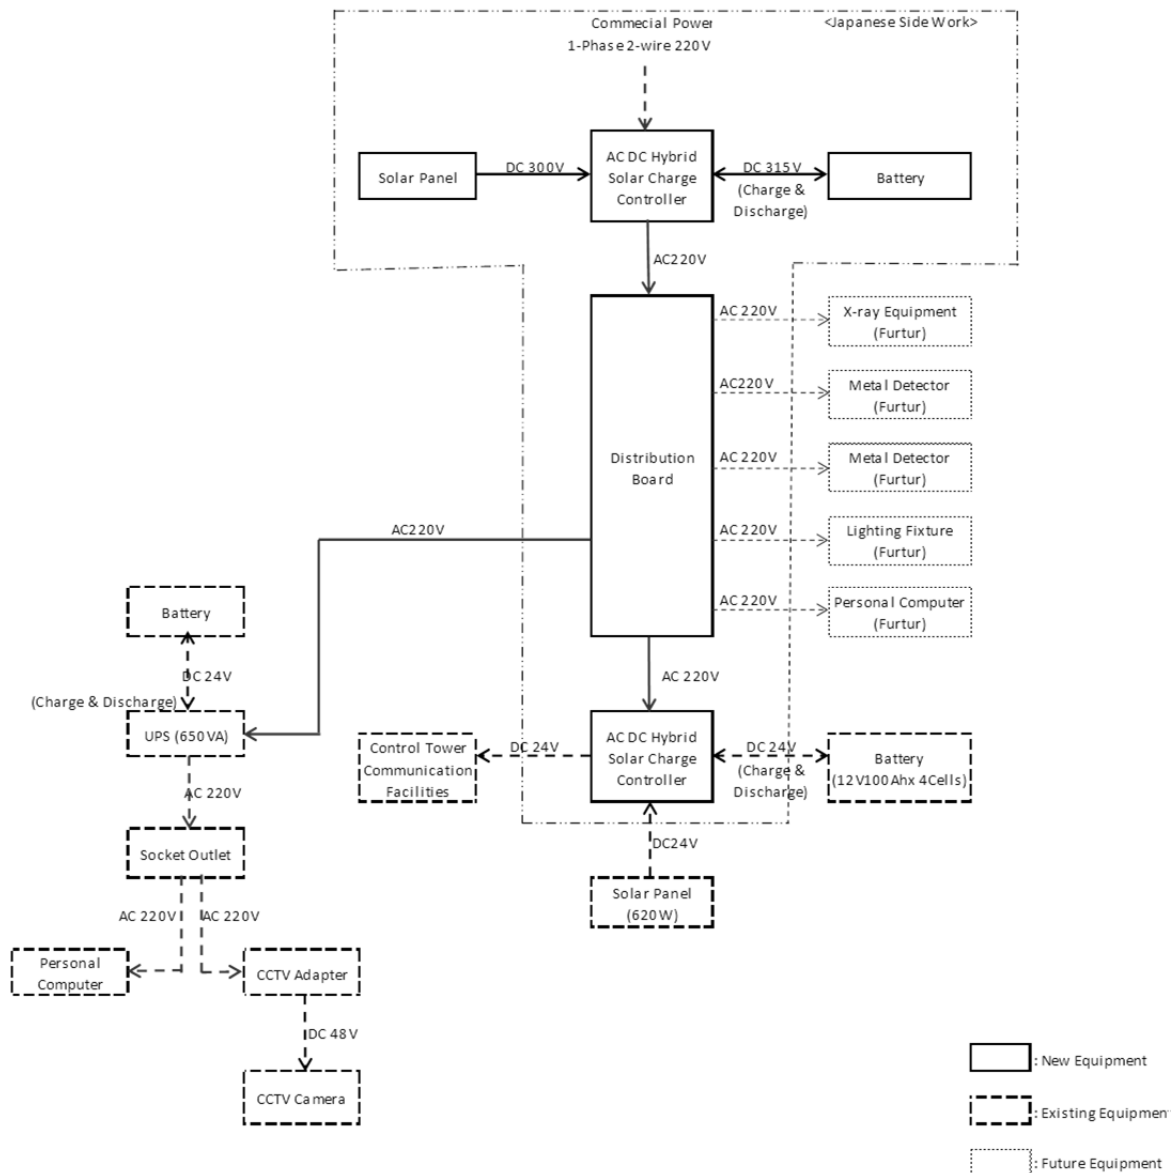 Commecial Power
1-Phase 2-wire 220V
<Japanese Side Work>
Solar Panel
DC 300V
AC DC Hybrid
Solar Charge
Controller
DC 315V
(Charge &
Discharge)
Battery
AC220V
Distribution
Board
AC 220V
X-ray Equipment
(Furtur)
AC220V
Metal Detector
(Furtur)
AC 220V
Metal Detector
(Furtur)
AC 220V
Lighting Fixture
(Furtur)
AC 220V
Personal Computer
(Furtur)
AC220V
Battery
DC 24V
(Charge & Discharge)
UPS (650VA)
AC 220V
Socket Outlet
AC 220V
AC 220V
Personal
Computer
CCTV Adapter
DC 48V
CCTV Camera
AC 220V
Control Tower
Communication
Facilities
DC 24V
AC DC Hybrid
Solar Charge
Controller
DC 24V
(Charge &
Discharge)
Battery
(12V100Ahx 4Cells)
DC24V
Solar Panel
(620W)
: New Equipment
: Existing Equipment
: Future Equipment